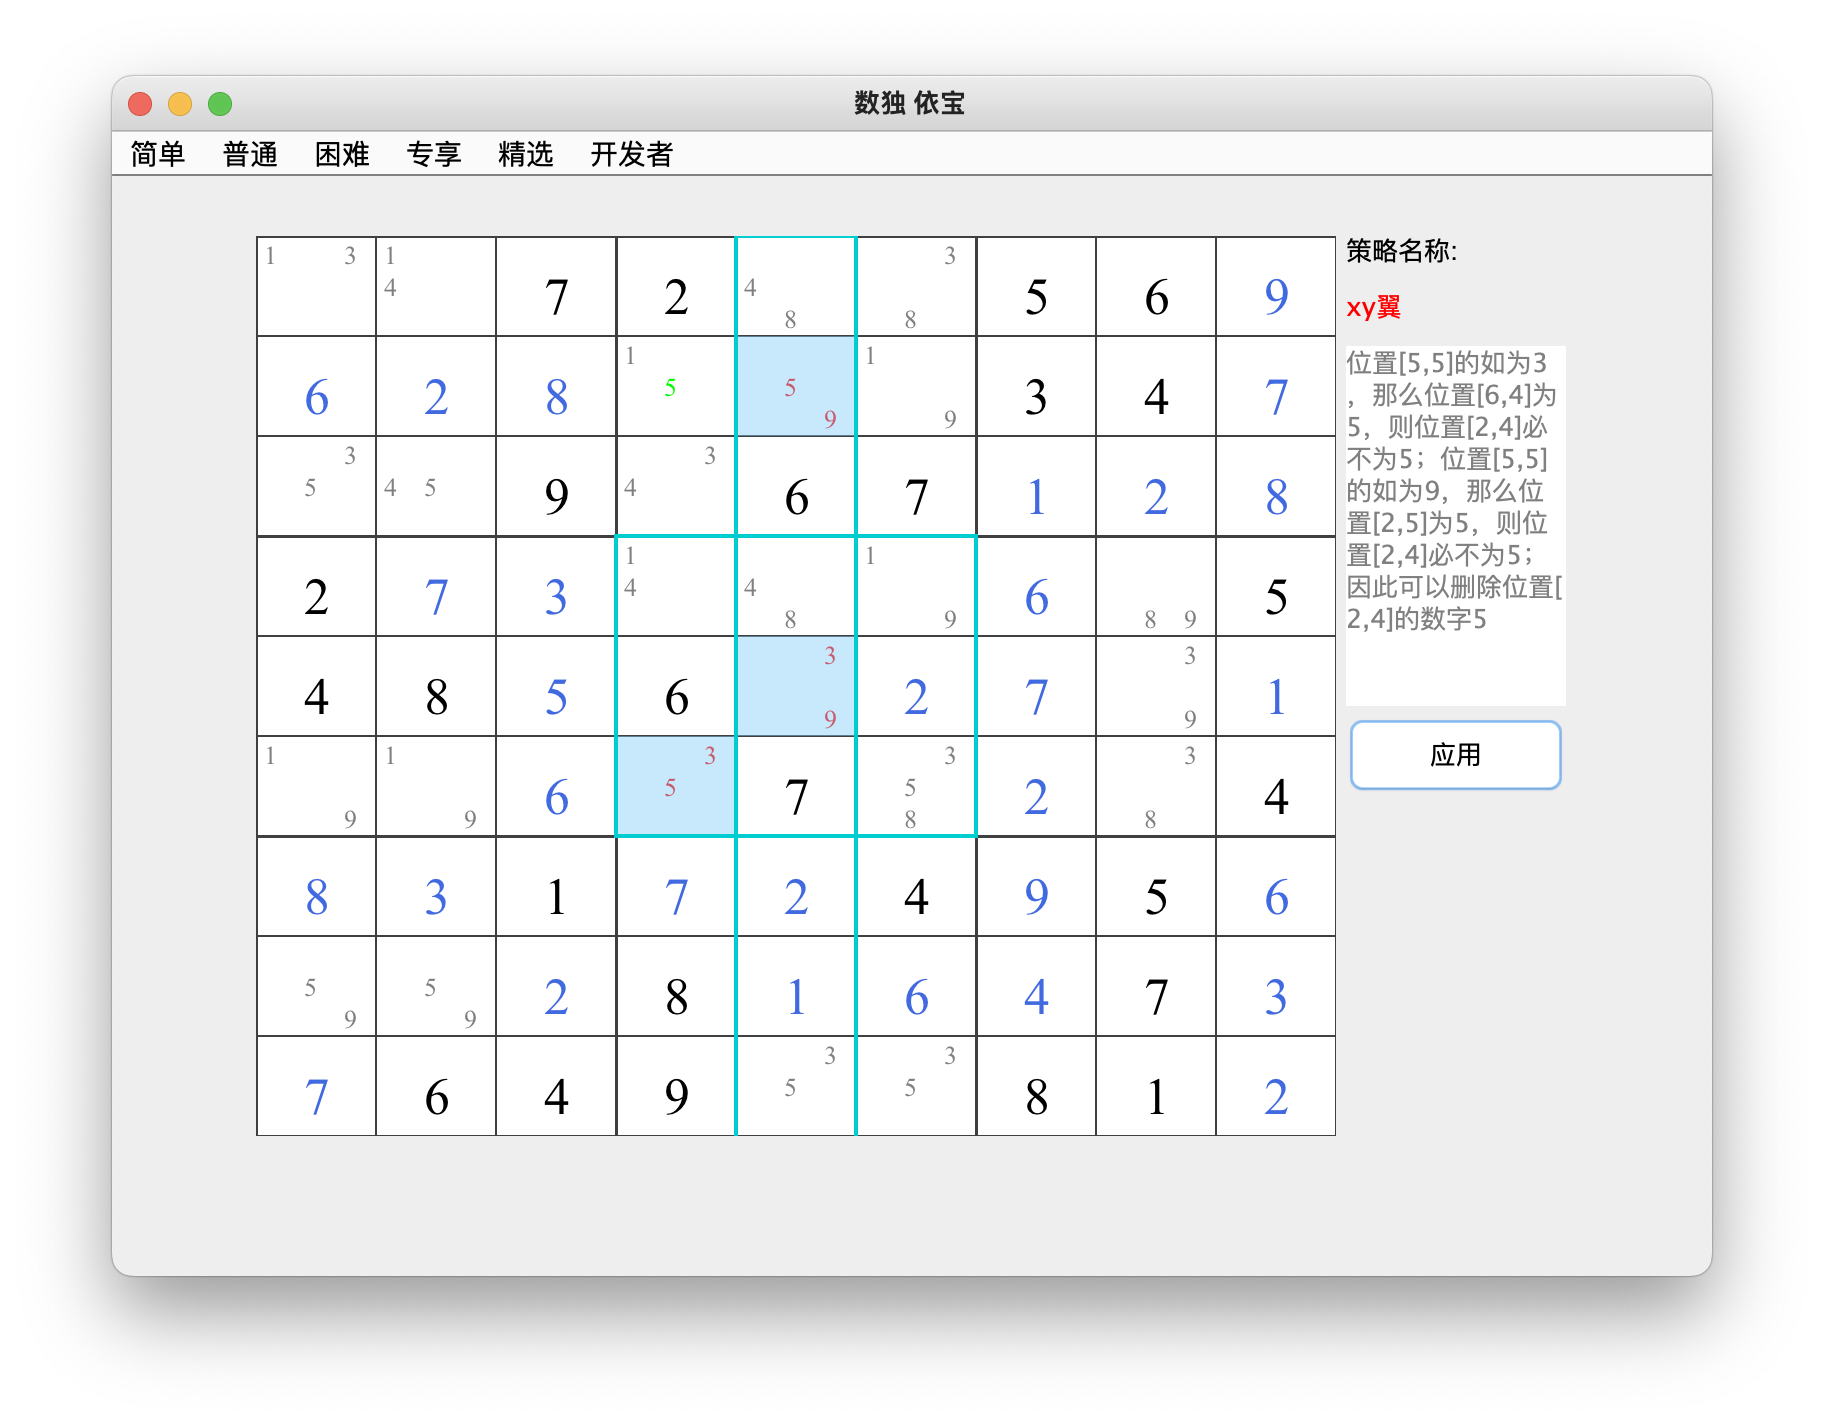 数独 依宝
简单 普通 困难 专享 精选 开发者
1 3 1 3
4 7 2 4 5 6 9
8 8
1 1
6 2 8 5 5 3 4 7
9 9
3 3
5 4 5 9 4 6 7 1 2 8
1 1
2 7 3 4 4 6 5
8 9 8 9
3 3
4 8 5 6 2 7 1
9 9
1 1 3 3 3
6 5 7 5 2 4
9 9 8 8
8 3 1 7 2 4 9 5 6
5 5 2 8 1 6 4 7 3
9 9
3 3
7 6 4 9 5 5 8 1 2
策略名称:
xy翼
位置[5,5]的如为3
，那么位置[6,4]为
5，则位置[2,4]必
不为5；位置[5,5]
的如为9，那么位
置[2,5]为5，则位
置[2,4]必不为5；
因此可以删除位置[
2,4]的数字5
应用